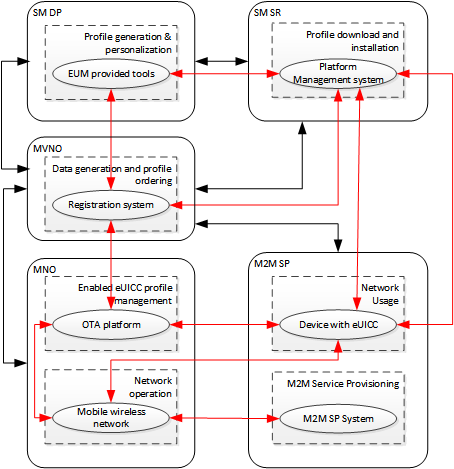 SM DP
Profile generation &
personalization
EUM provided tools
SM SR
Profile download and
installation
Platform
Management system
MVNO
Data generation and profile
ordering
Registration system
MNO
Enabled eUICC profile
management
OTA platform
Network
operation
Mobile wireless
network
M2M SP
Network
Usage
Device with eUICC
M2M Service Provisioning
M2M SP System